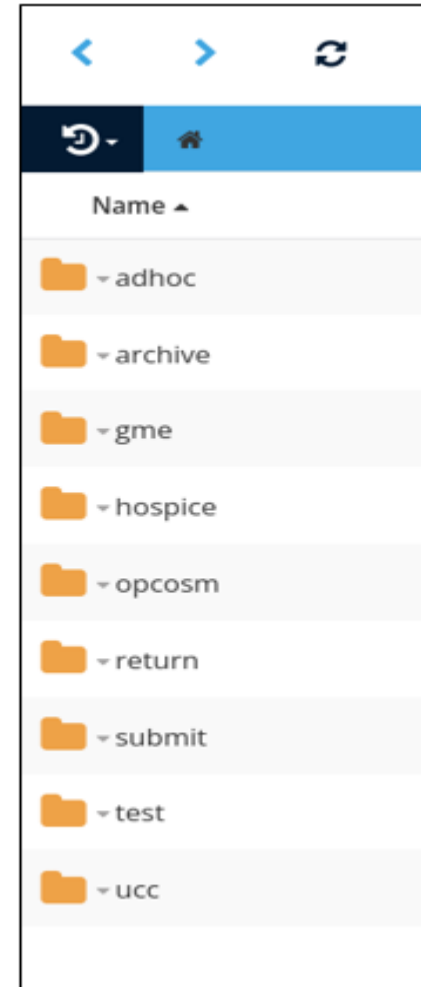 Name
adhoc
archive
gme
hospice
opcosm
return
submit
test
ucc